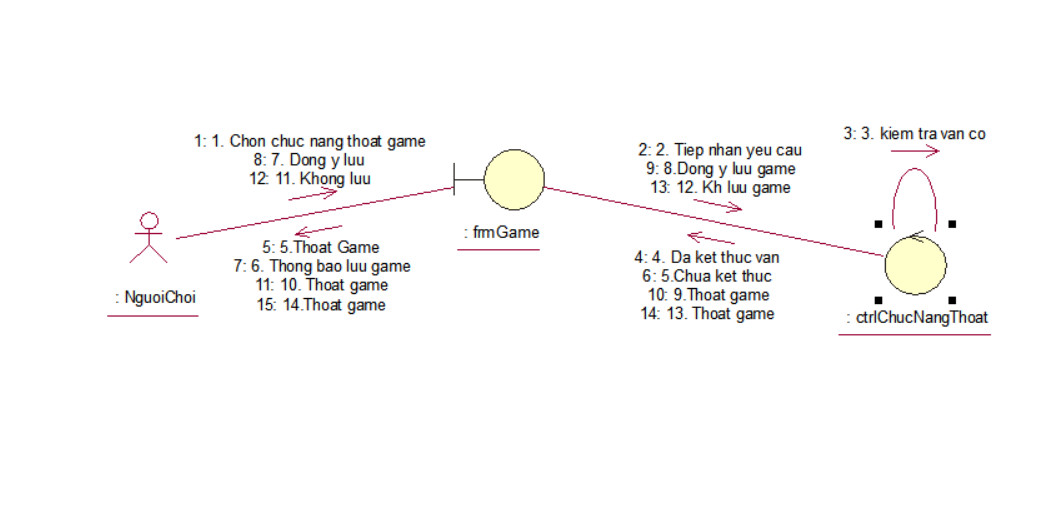 1: 1. Chon chuc nang thoat game
8: 7. Dong y luu
12: 11. Khong luu
5: 5.Thoat Game
7: 6. Thong bao luu game
11: 10. Thoat game
15: 14.Thoat game
: NguoiChoi
: frmGame
2: 2. Tiep nhan yeu cau
9: 8.Dong y luu game
13: 12. Kh luu game
4: 4. Da ket thuc van
6: 5.Chua ket thuc
10: 9.Thoat game
14: 13. Thoat game
3: 3. kiem tra van co
: ctrlChucNangThoat